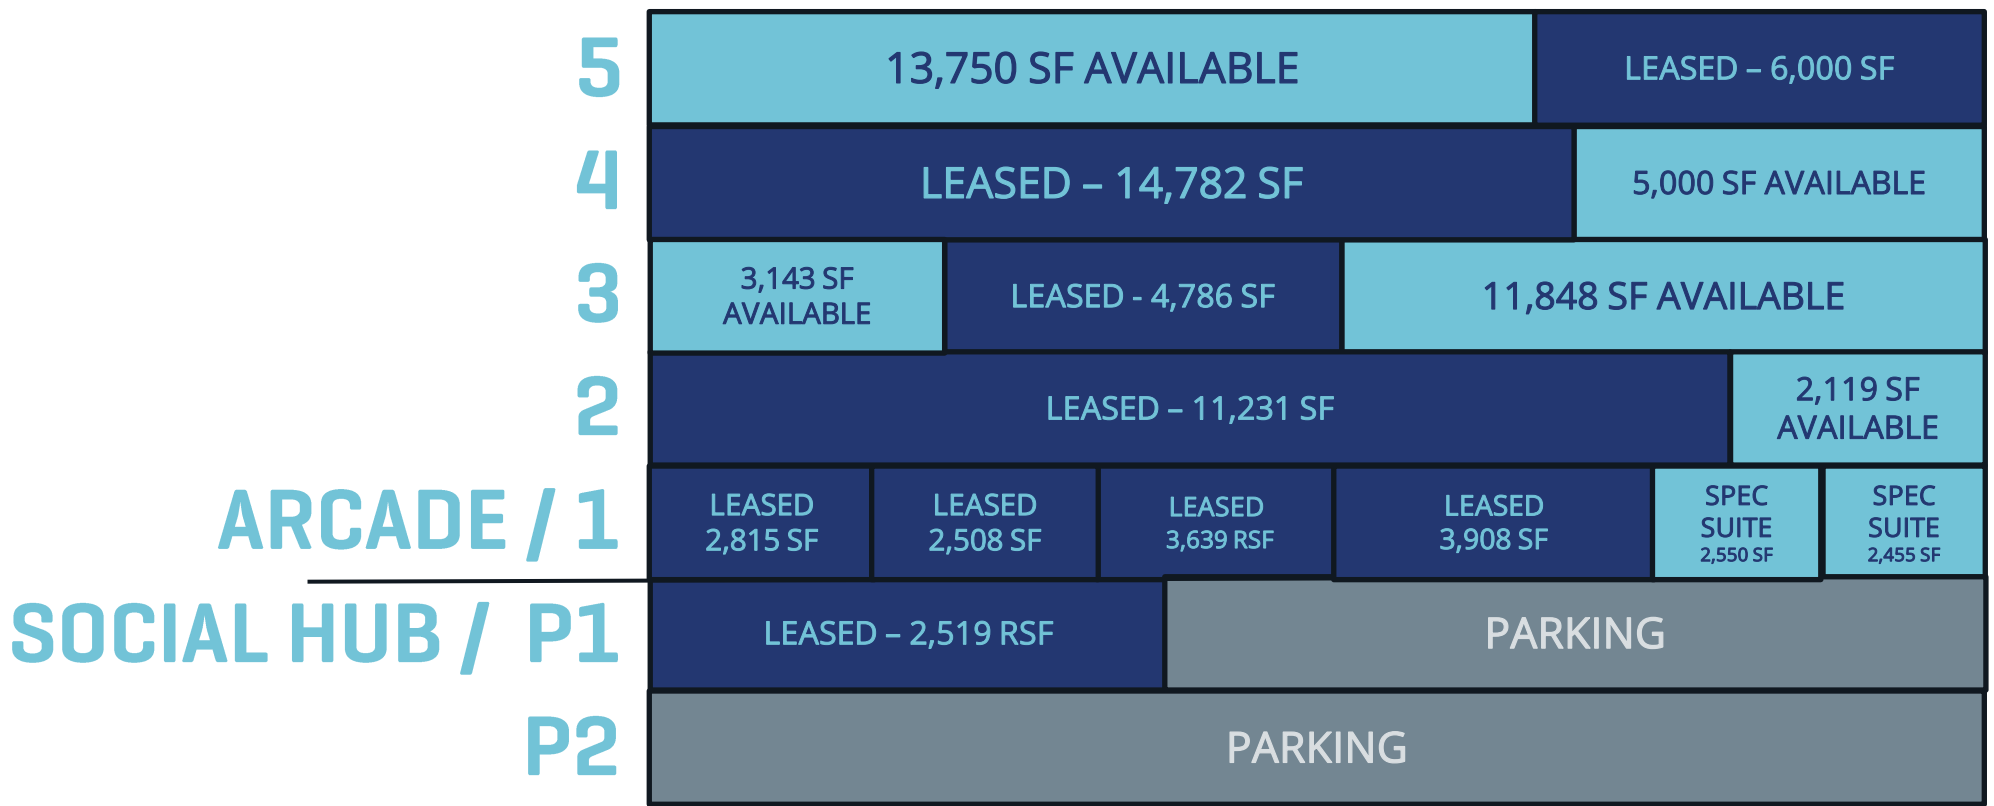 5
13,750 SF AVAILABLE
LEASED – 6,000 SF
4
LEASED – 14,782 SF
5,000 SF AVAILABLE
3
3,143 SF
AVAILABLE
LEASED - 4,786 SF
11,848 SF AVAILABLE
2
LEASED – 11,231 SF
2,119 SF
AVAILABLE
ARCADE / 1
LEASED
2,815 SF
LEASED
2,508 SF
LEASED
3,639 RSF
LEASED
3,908 SF
SPEC
SUITE
2,550 SF
SPEC
SUITE
2,455 SF
SOCIAL HUB / P1
LEASED – 2,519 RSF
PARKING
P2
PARKING